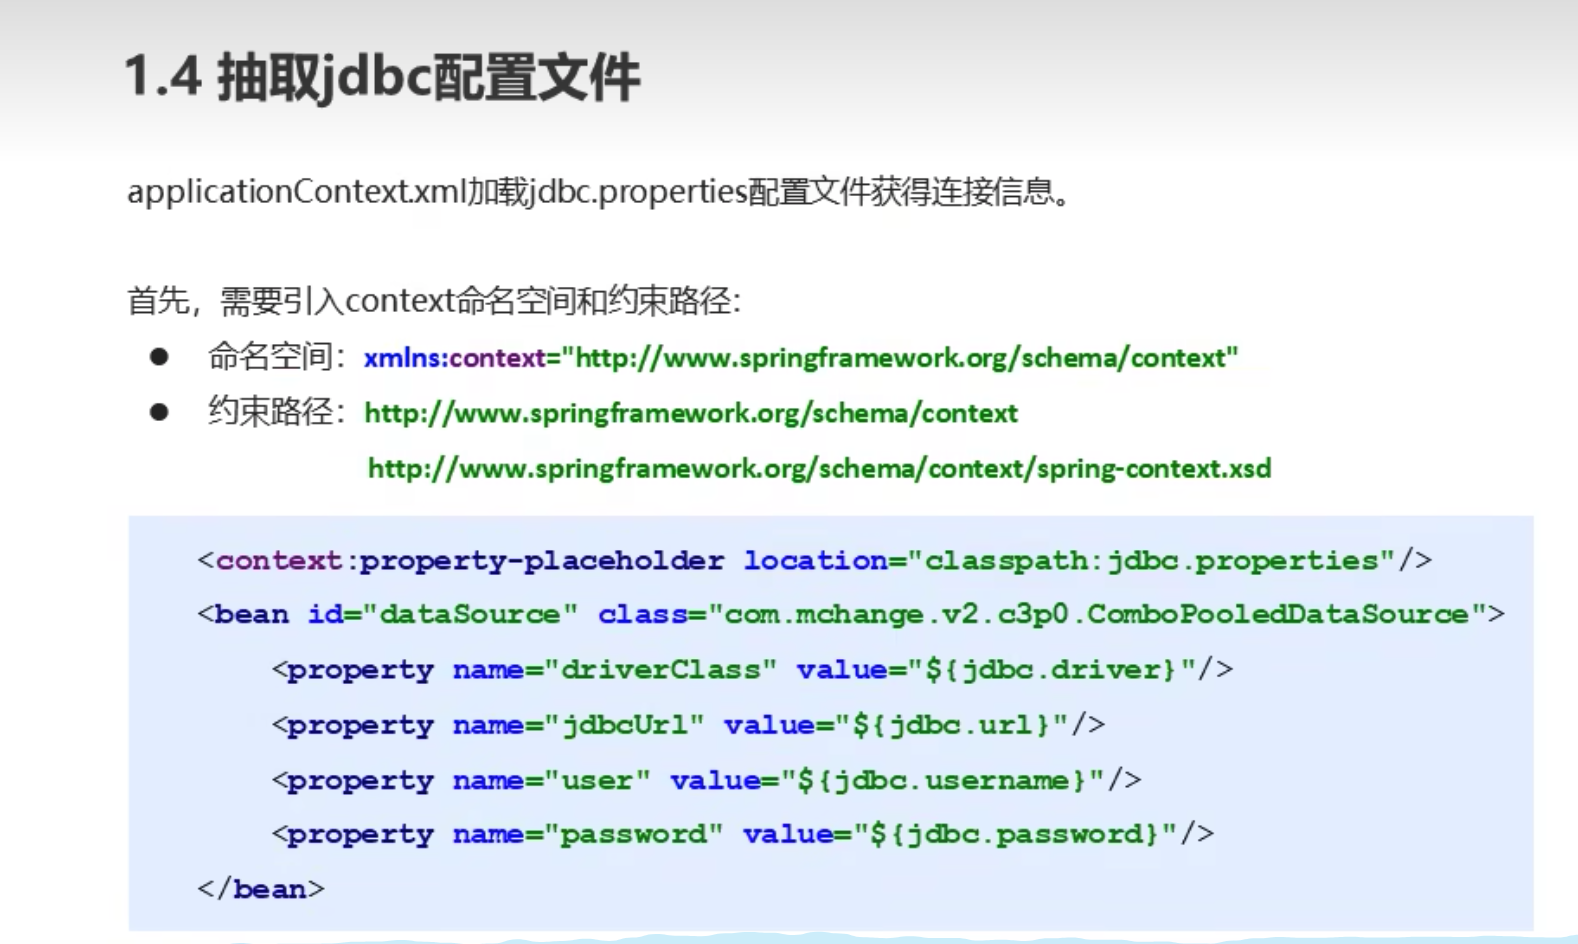 1.4 抽取jdbc配置文件
applicationContext.xml加载jdbc.properties配置文件获得连接信息。
首先，需要引入context命名空间和约束路径：
● 命名空间：xmlns:context="http://www.springframework.org/schema/context"
● 约束路径：http://www.springframework.org/schema/context
http://www.springframework.org/schema/context/spring-context.xsd
<context:property-placeholder location="classpath:jdbc.properties"/>
<bean id="dataSource" class="com.mchange.v2.c3p0.ComboPooledDataSource">
<property name="driverClass" value="${jdbc.driver}"/>
<property name="jdbcUrl" value="${jdbc.url}"/>
<property name="user" value="${jdbc.username}"/>
<property name="password" value="${jdbc.password}"/>
</bean>